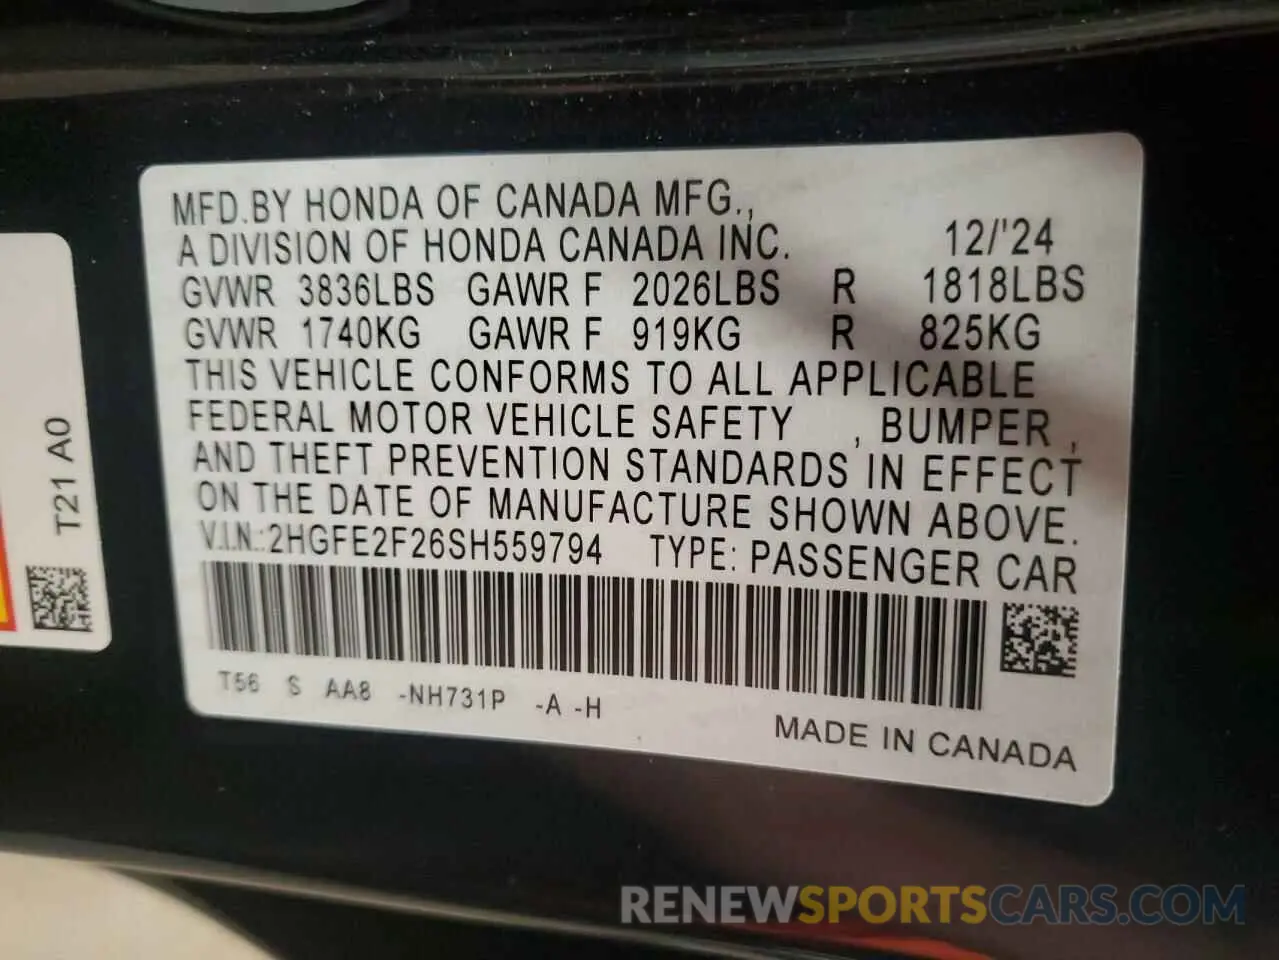 MFD.BY HONDA OF CANADA MFG.,
A DIVISION OF HONDA CANADA INC. 12/'24
GVWR 3836LBS GAWR F 2026LBS R 1818LBS
GVWR 1740KG GAWR F 919KG R 825KG
THIS VEHICLE CONFORMS TO ALL APPLICABLE
FEDERAL MOTOR VEHICLE SAFETY , BUMPER ,
AND THEFT PREVENTION STANDARDS IN EFFECT
ON THE DATE OF MANUFACTURE SHOWN ABOVE.
V.I.N.:2HGFE2F26SH559794 TYPE: PASSENGER CAR
T56 S AA8 -NH731P -A -H
MADE IN CANADA
T21 A0
RENEWSPORTSCARS.COM